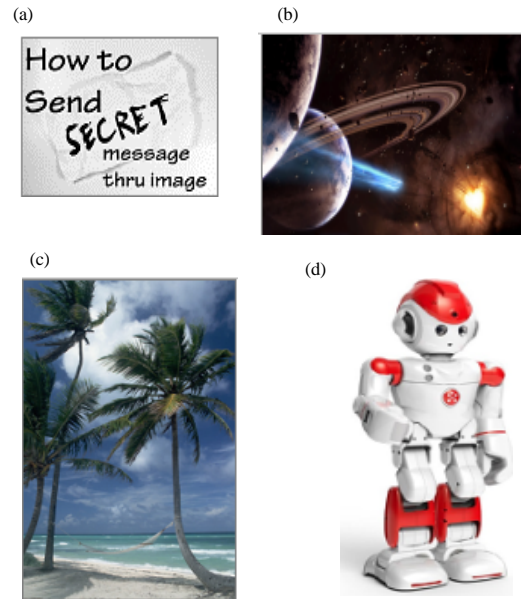 (a)
(b)
How to
Send
SECRET
message
thru image
(c)
(d)